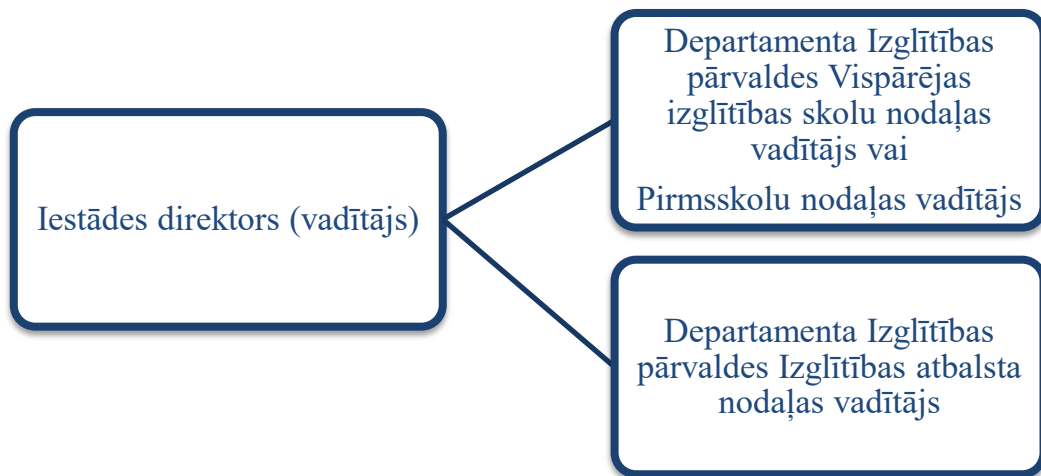 Iestādes direktors (vadītājs)
Departamenta Izglītības
pārvaldes Vispārējas
izglītības skolu nodaļas
vadītājs vai
Pirmsskolu nodaļas vadītājs
Departamenta Izglītības
pārvaldes Izglītības atbalsta
nodaļas vadītājs